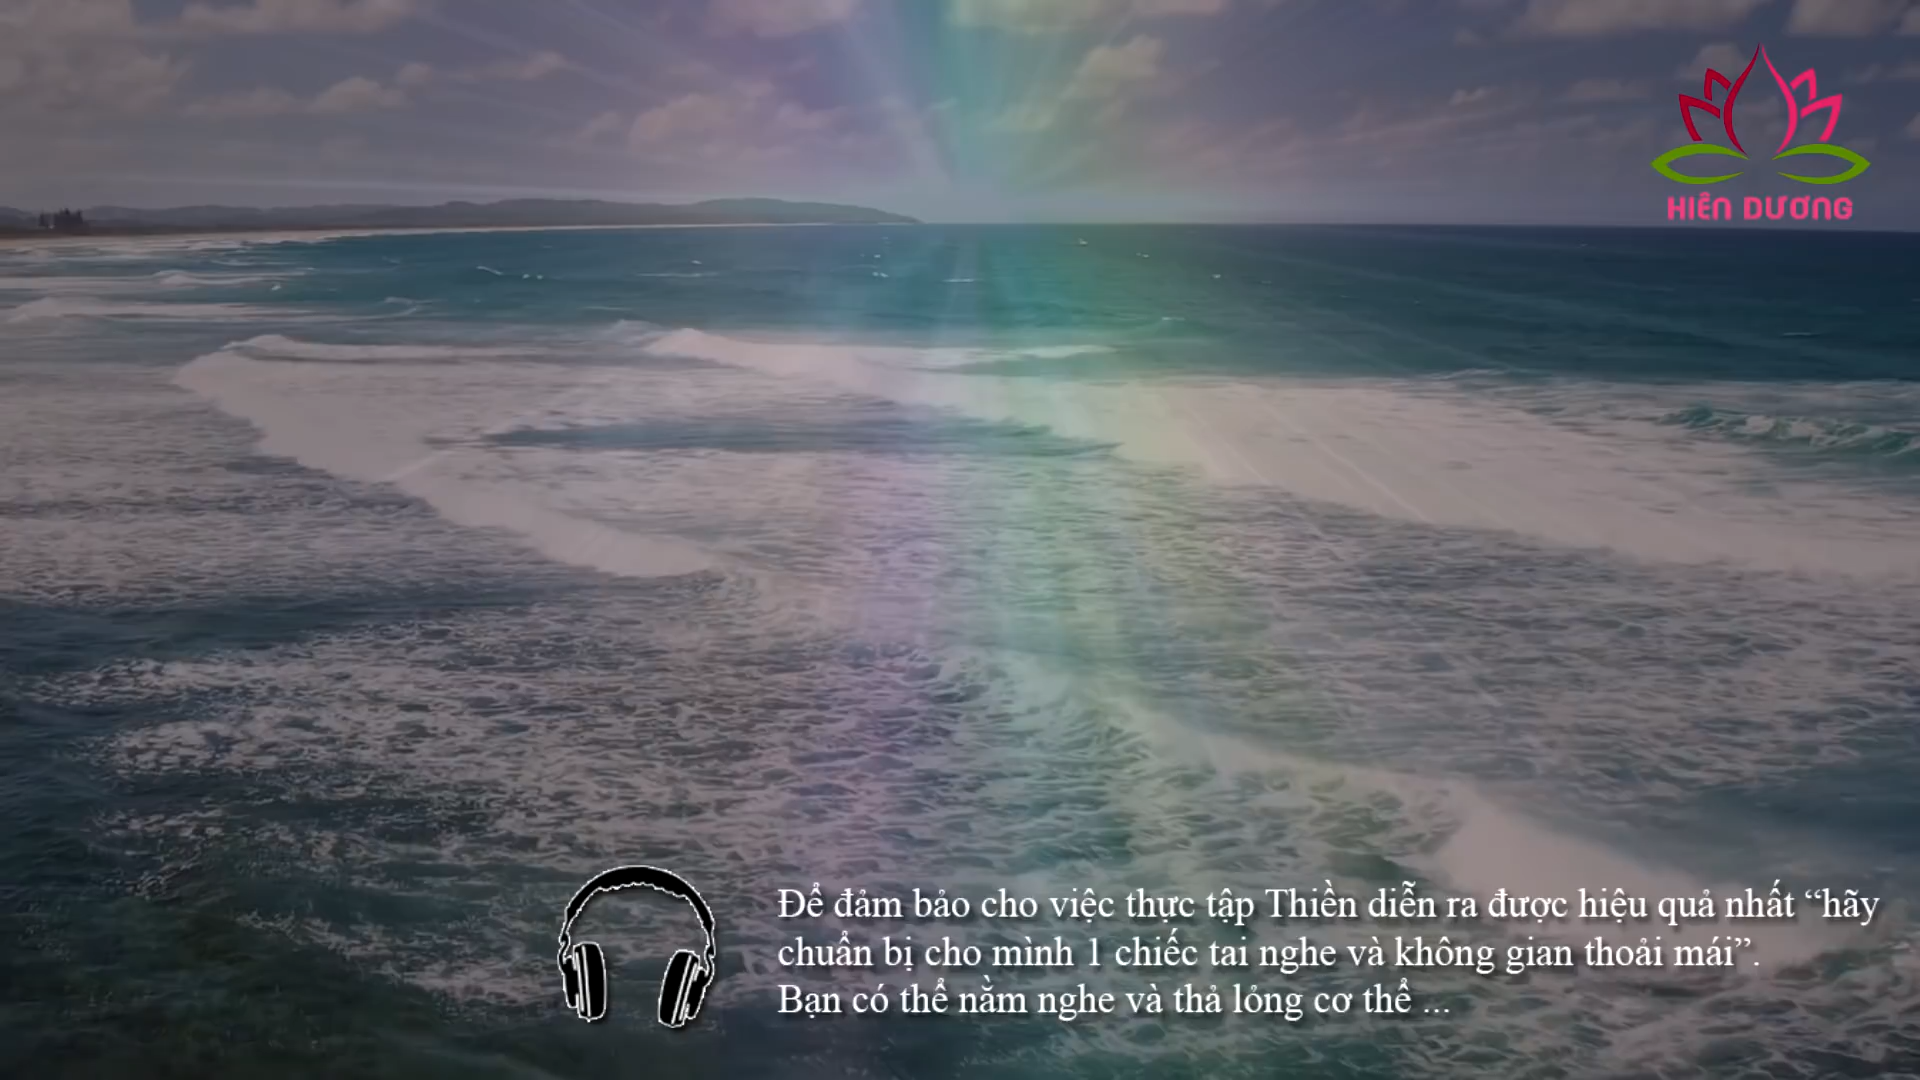 HIÊN DƯƠNG
Để đảm bảo cho việc thực tập Thiền diễn ra được hiệu quả nhất “hãy
chuẩn bị cho mình 1 chiếc tai nghe và không gian thoải mái”.
Bạn có thể nằm nghe và thả lỏng cơ thể ...